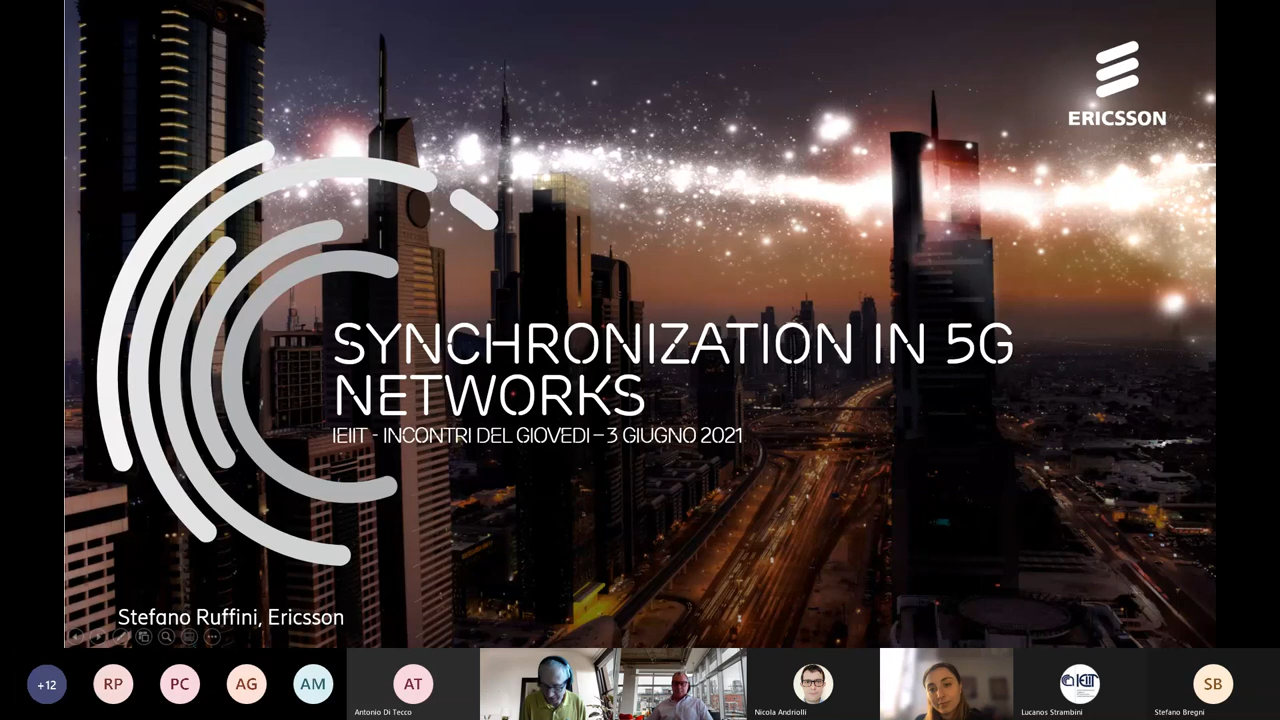 ERICSSON
SYNCHRONIZATION IN 5G
NETWORKS
IEIIT - INCONTRI DEL GIOVEDI – 3 GIUGNO 2021
Stefano Ruffini, Ericsson
+12
RP
PC
AG
AM
AT
Antonio Di Tecco
Nicola Andriolli
IEIIT
Lucanos Strambini
SB
Stefano Bregni